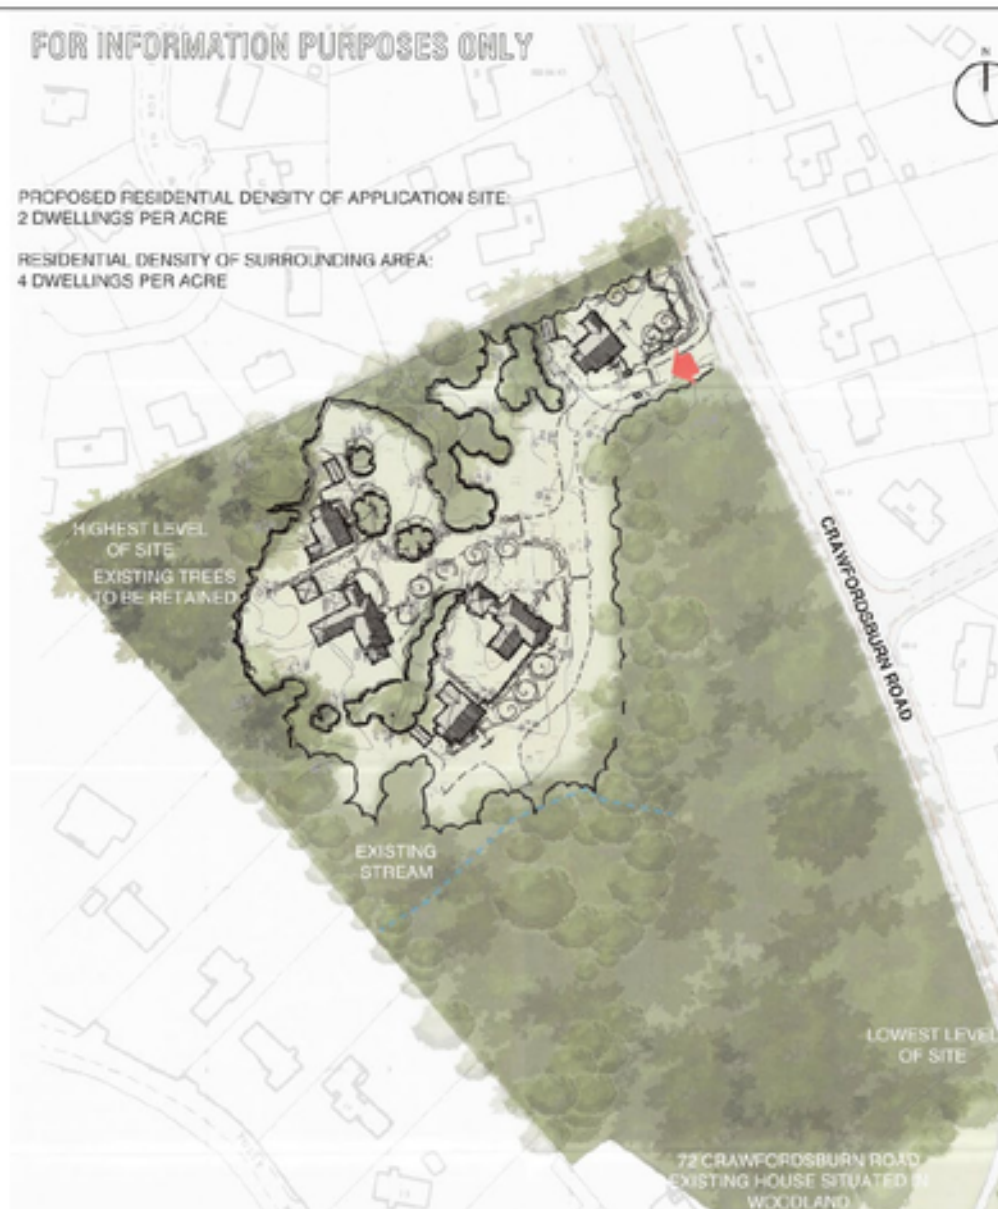 FOR INFORMATION PURPOSES ONLY
N
PROPOSED RESIDENTIAL DENSITY OF APPLICATION SITE:
2 DWELLINGS PER ACRE
RESIDENTIAL DENSITY OF SURROUNDING AREA:
4 DWELLINGS PER ACRE
HIGHEST LEVEL
OF SITE
EXISTING TREES
TO BE RETAINED
CRAWFORDSBURN ROAD
EXISTING
STREAM
LOWEST LEVEL
OF SITE
72 CRAWFORDSBURN ROAD
EXISTING HOUSE SITUATED IN
WOODLAND